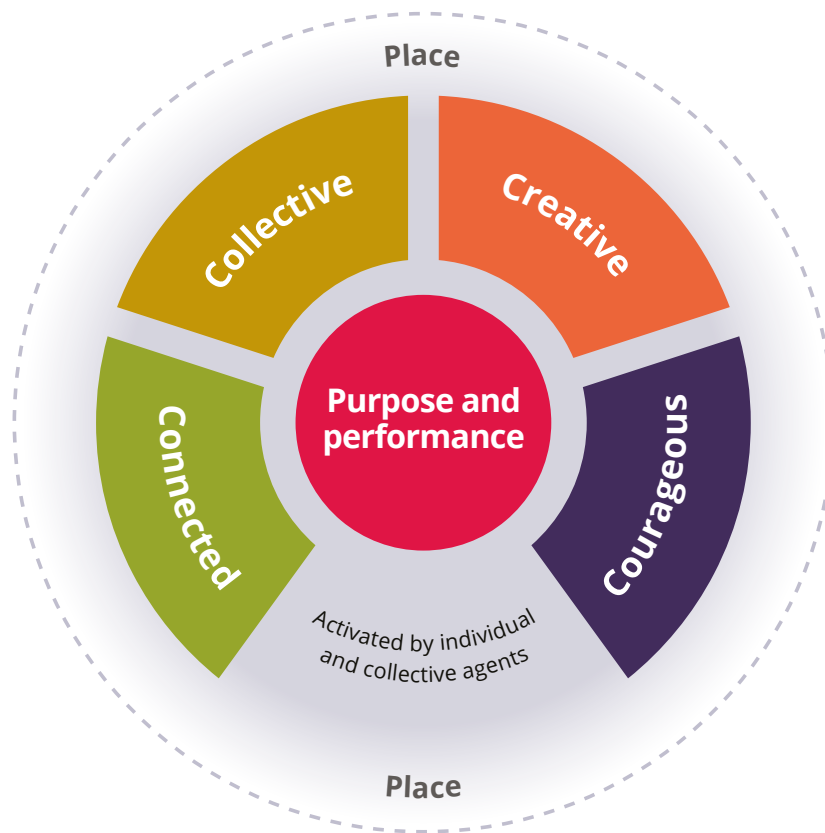 Place
Collective
Creative
Connected
Purpose and
performance
Courageous
Activated by individual
and collective agents
Place